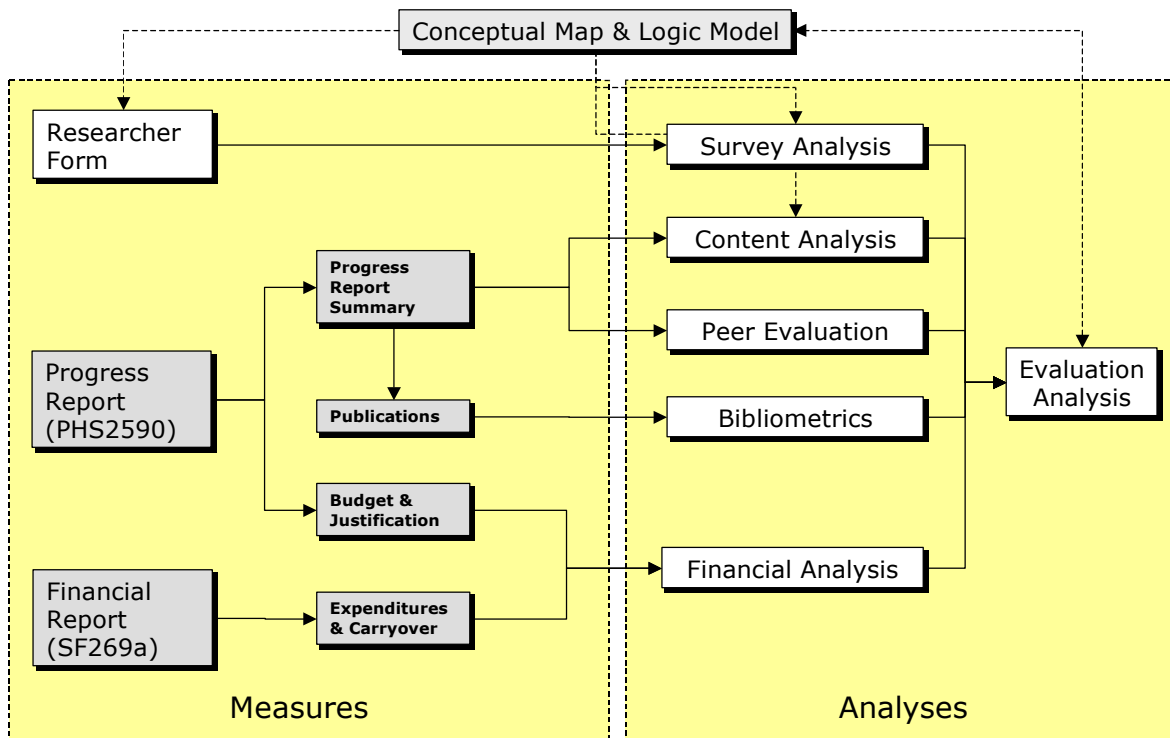 Conceptual Map & Logic Model
Researcher
Form
Progress
Report
Summary
Progress
Report
(PHS2590)
Publications
Budget &
Justification
Financial
Report
(SF269a)
Expenditures
& Carryover
Measures
Survey Analysis
Content Analysis
Peer Evaluation
Bibliometrics
Financial Analysis
Evaluation
Analysis
Analyses